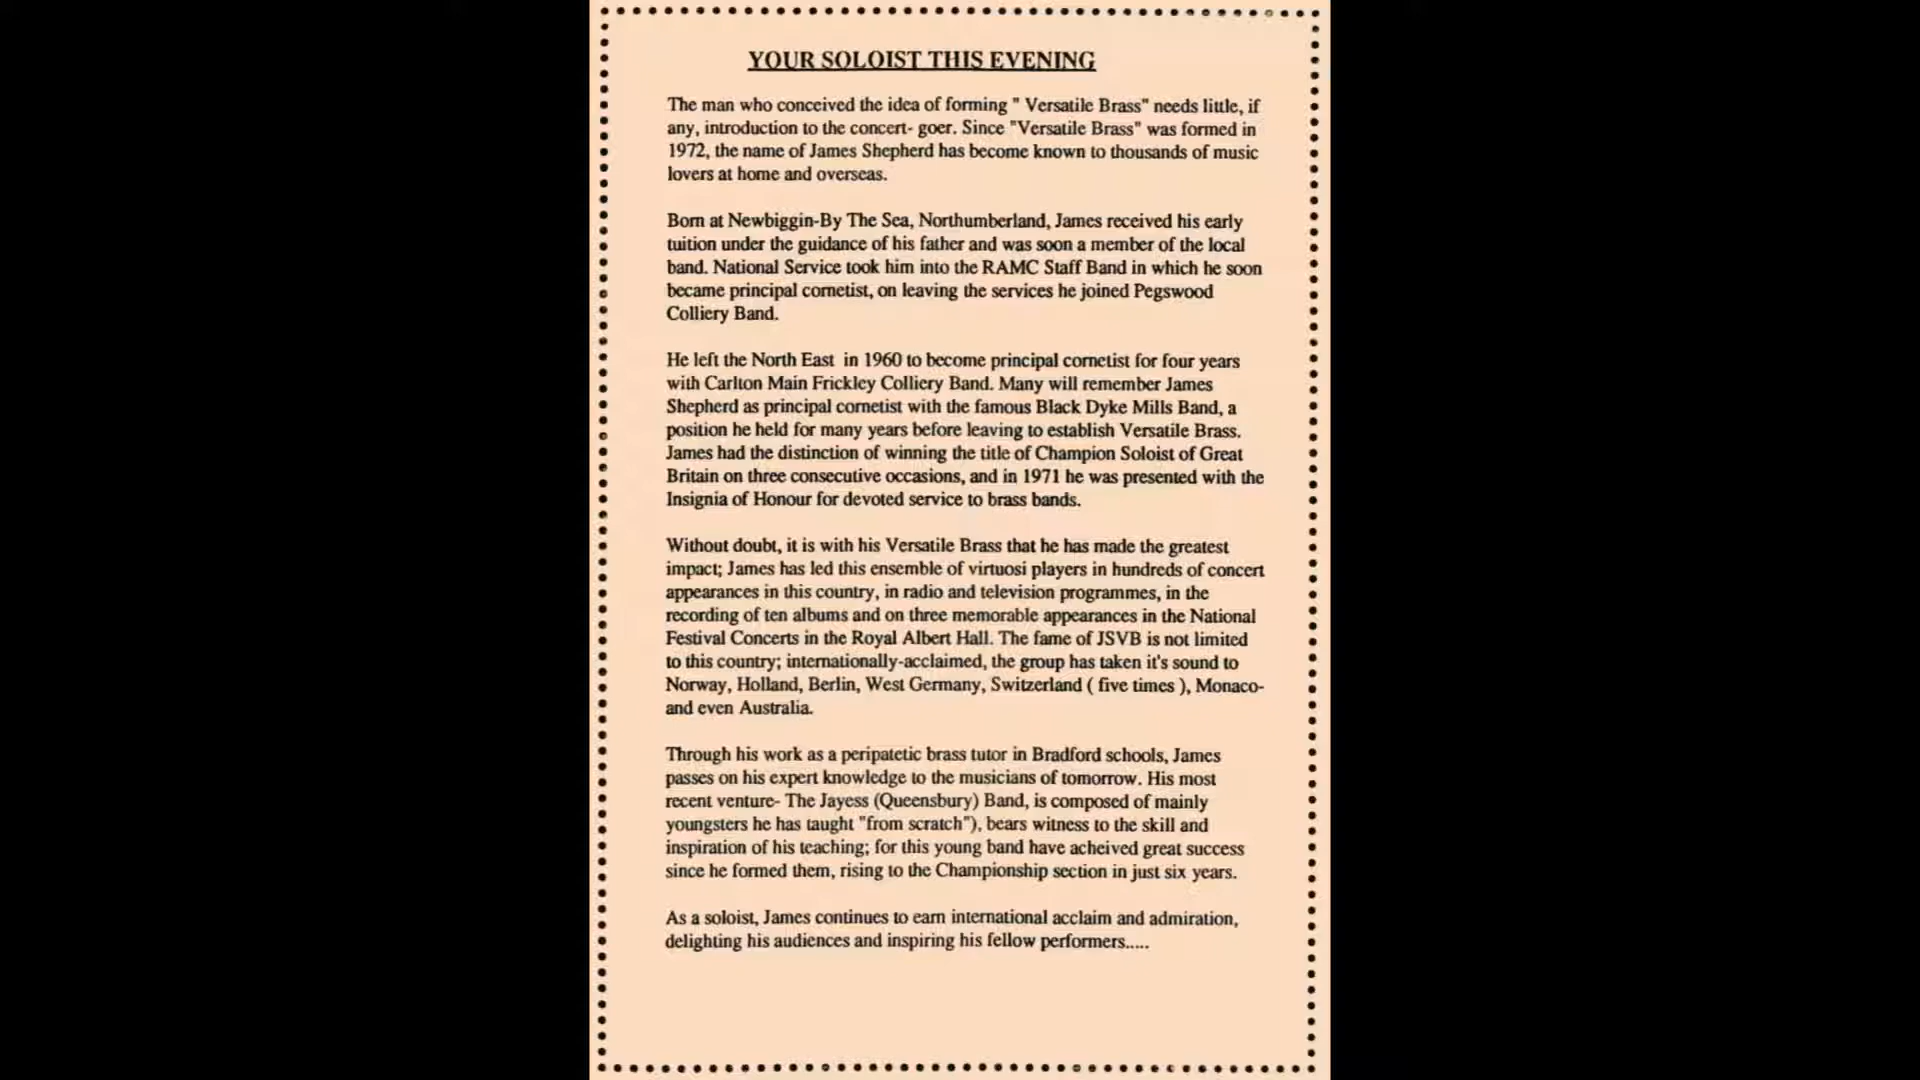 YOUR SOLOIST THIS EVENING
The man who conceived the idea of forming " Versatile Brass" needs little, if
any, introduction to the concert- goer. Since "Versatile Brass" was formed in
1972, the name of James Shepherd has become known to thousands of music
lovers at home and overseas.
Born at Newbiggin-By The Sea, Northumberland, James received his early
tuition under the guidance of his father and was soon a member of the local
band. National Service took him into the RAMC Staff Band in which he soon
became principal cornetist, on leaving the services he joined Pegswood
Colliery Band.
He left the North East in 1960 to become principal cornetist for four years
with Carlton Main Frickley Colliery Band. Many will remember James
Shepherd as principal cornetist with the famous Black Dyke Mills Band, a
position he held for many years before leaving to establish Versatile Brass.
James had the distinction of winning the title of Champion Soloist of Great
Britain on three consecutive occasions, and in 1971 he was presented with the
Insignia of Honour for devoted service to brass bands.
Without doubt, it is with his Versatile Brass that he has made the greatest
impact; James has led this ensemble of virtuosi players in hundreds of concert
appearances in this country, in radio and television programmes, in the
recording of ten albums and on three memorable appearances in the National
Festival Concerts in the Royal Albert Hall. The fame of JSVB is not limited
to this country; internationally-acclaimed, the group has taken it's sound to
Norway, Holland, Berlin, West Germany, Switzerland ( five times ), Monaco-
and even Australia.
Through his work as a peripatetic brass tutor in Bradford schools, James
passes on his expert knowledge to the musicians of tomorrow. His most
recent venture- The Jayess (Queensbury) Band, is composed of mainly
youngsters he has taught "from scratch"), bears witness to the skill and
inspiration of his teaching; for this young band have acheived great success
since he formed them, rising to the Championship section in just six years.
As a soloist, James continues to earn international acclaim and admiration,
delighting his audiences and inspiring his fellow performers.....